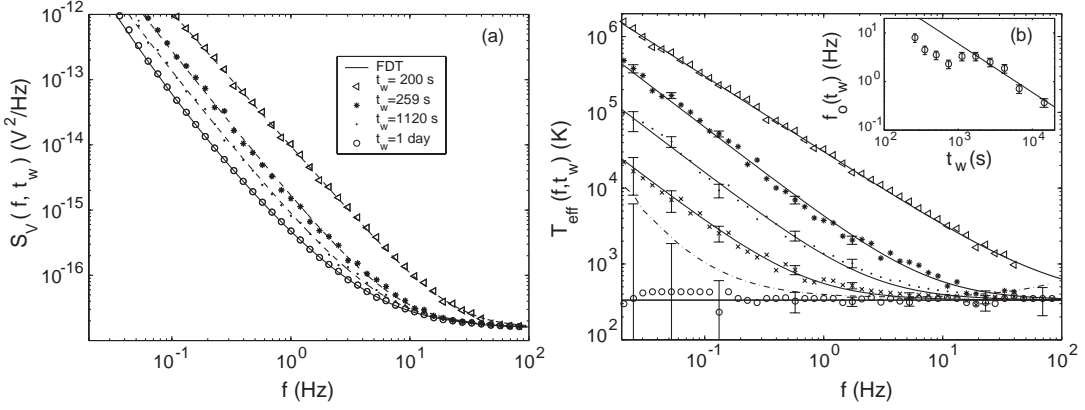 (a)
S_V ( f, t_w ) (V^2/Hz)
10^-12
10^-13
10^-14
10^-15
10^-16
10^-1 10^0 10^1 10^2
f (Hz)
FDT
t_w= 200 s
t_w=259 s
t_w=1120 s
t_w=1 day
(b)
T_eff (f,t_w) (K)
10^6
10^5
10^4
10^3
10^2
10^-1 10^0 10^1 10^2
f (Hz)
f_o(t_w) (Hz)
10^1
10^0
10^-1
10^2 10^3 10^4
t_w(s)